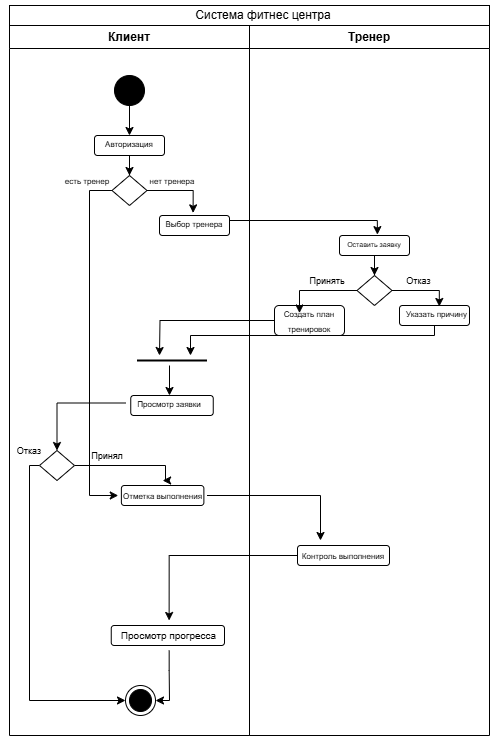 Система фитнес центра
Клиент
Тренер
Авторизация
есть тренер
нет тренера
Выбор тренера
Оставить заявку
Принять
Отказ
Создать план
тренировок
Указать причину
Просмотр заявки
Отказ
Принял
Отметка выполнения
Контроль выполнения
Просмотр прогресса